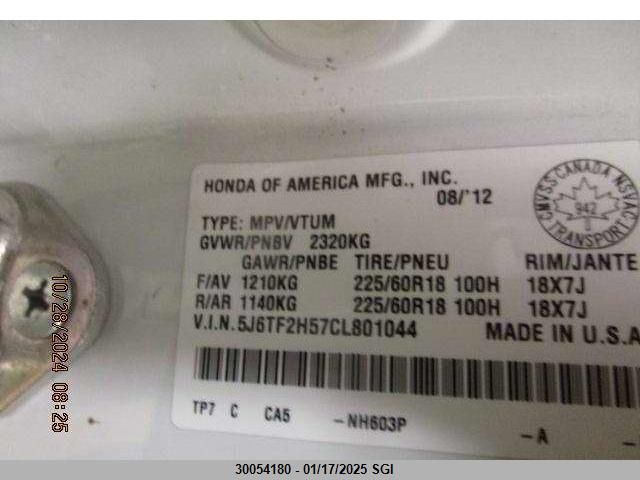 HONDA OF AMERICA MFG., INC.
08/'12
TYPE: MPV/VTUM
GVWR/PNBV 2320KG
GAWR/PNBE TIRE/PNEU RIM/JANTE
F/AV 1210KG 225/60R18 100H 18X7J
R/AR 1140KG 225/60R18 100H 18X7J
V.I.N.5J6TF2H57CL801044 MADE IN U.S.A
TP7 C CA5 -NH603P -A -
CANADA NSVAC TRANSPORT CMVSS
942
10/28/2024 08:25
30054180 - 01/17/2025 SGI